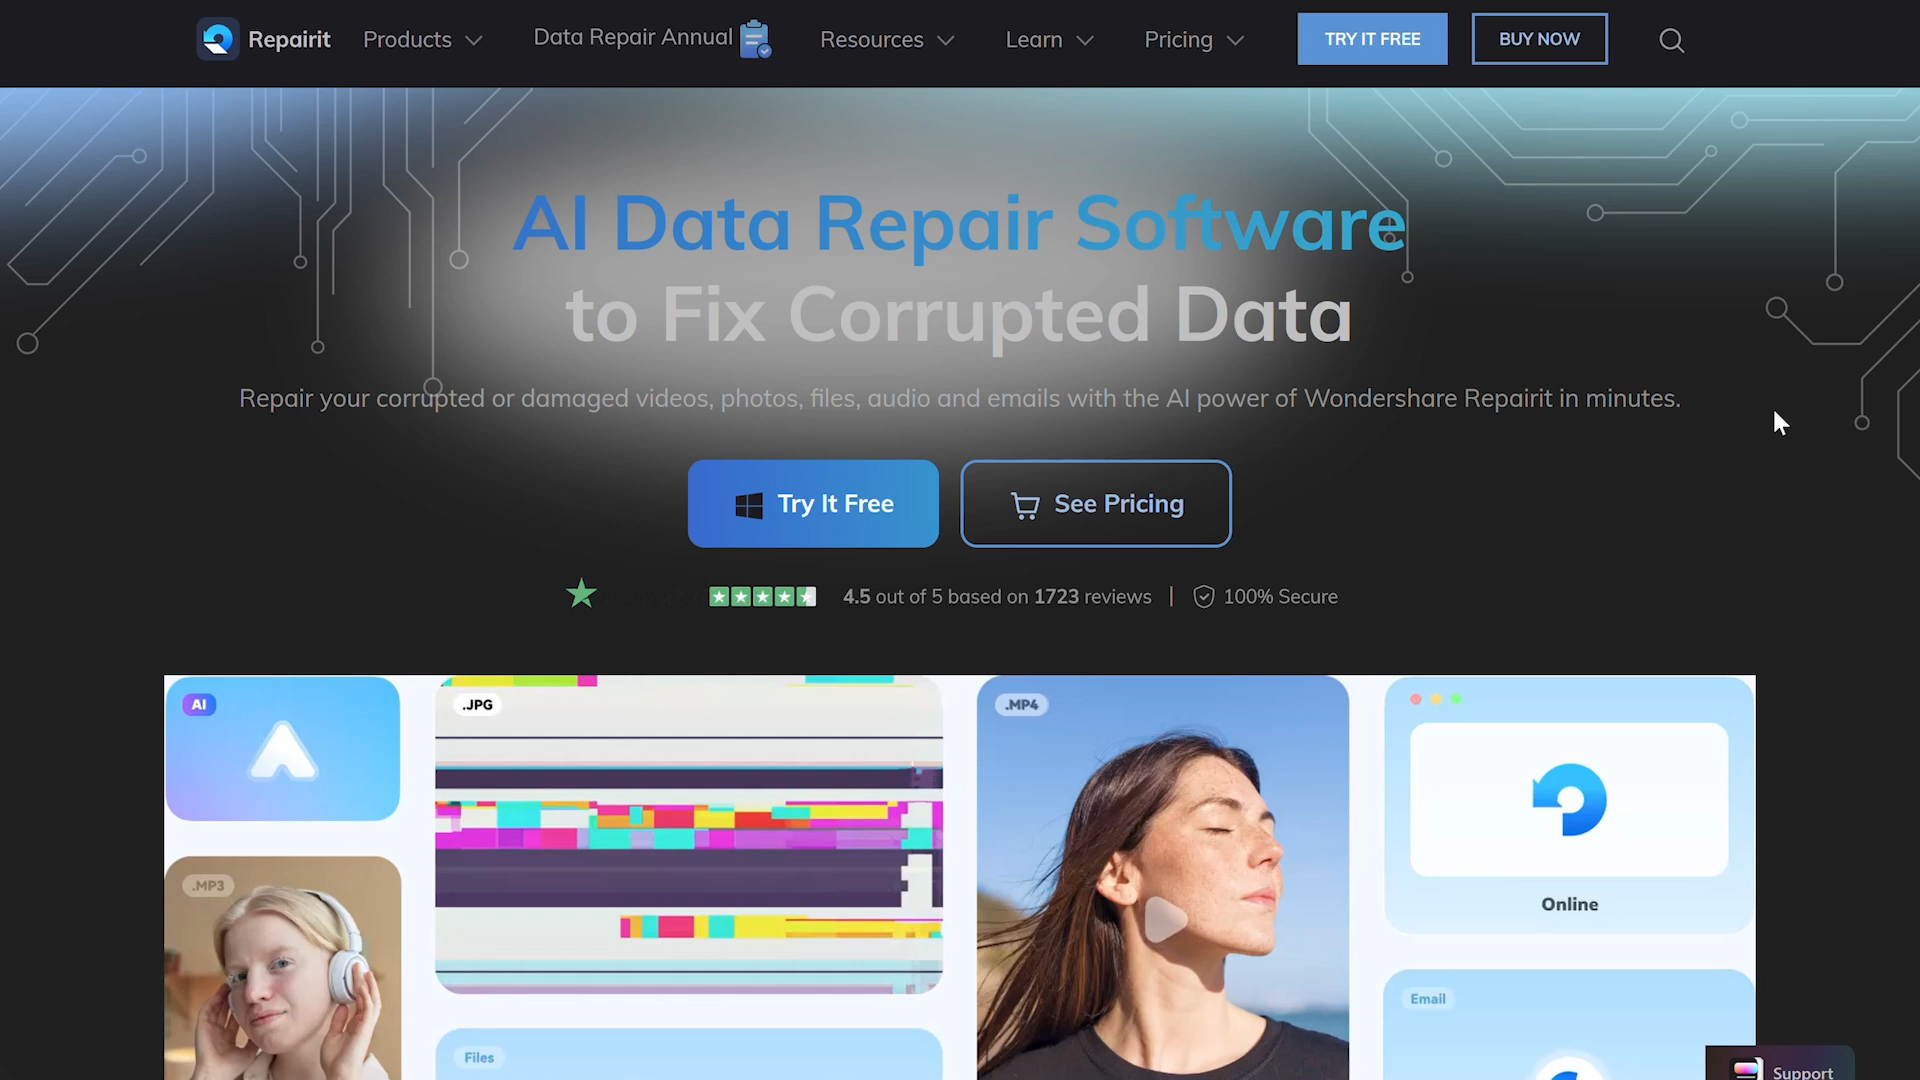 Repairit
Products
Data Repair Annual
Resources
Learn
Pricing
TRY IT FREE
BUY NOW
AI Data Repair Software
to Fix Corrupted Data
Repair your corrupted or damaged videos, photos, files, audio and emails with the AI power of Wondershare Repairit in minutes.
Try It Free
See Pricing
4.5 out of 5 based on 1723 reviews | 100% Secure
AI
.JPG
.MP4
.MP3
Online
Email
Files
Support